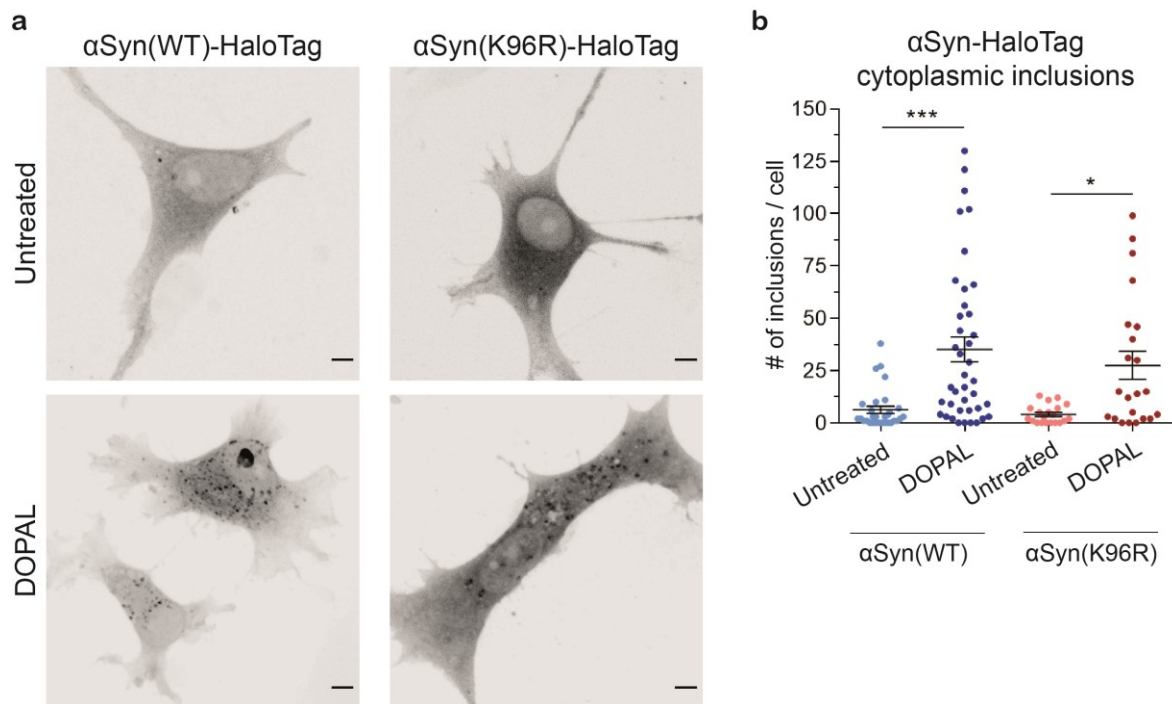 a
αSyn(WT)-HaloTag
αSyn(K96R)-HaloTag
Untreated
DOPAL
b
αSyn-HaloTag
cytoplasmic inclusions
# of inclusions / cell
150
125
100
75
50
25
0
***
*
Untreated
DOPAL
Untreated
DOPAL
αSyn(WT)
αSyn(K96R)